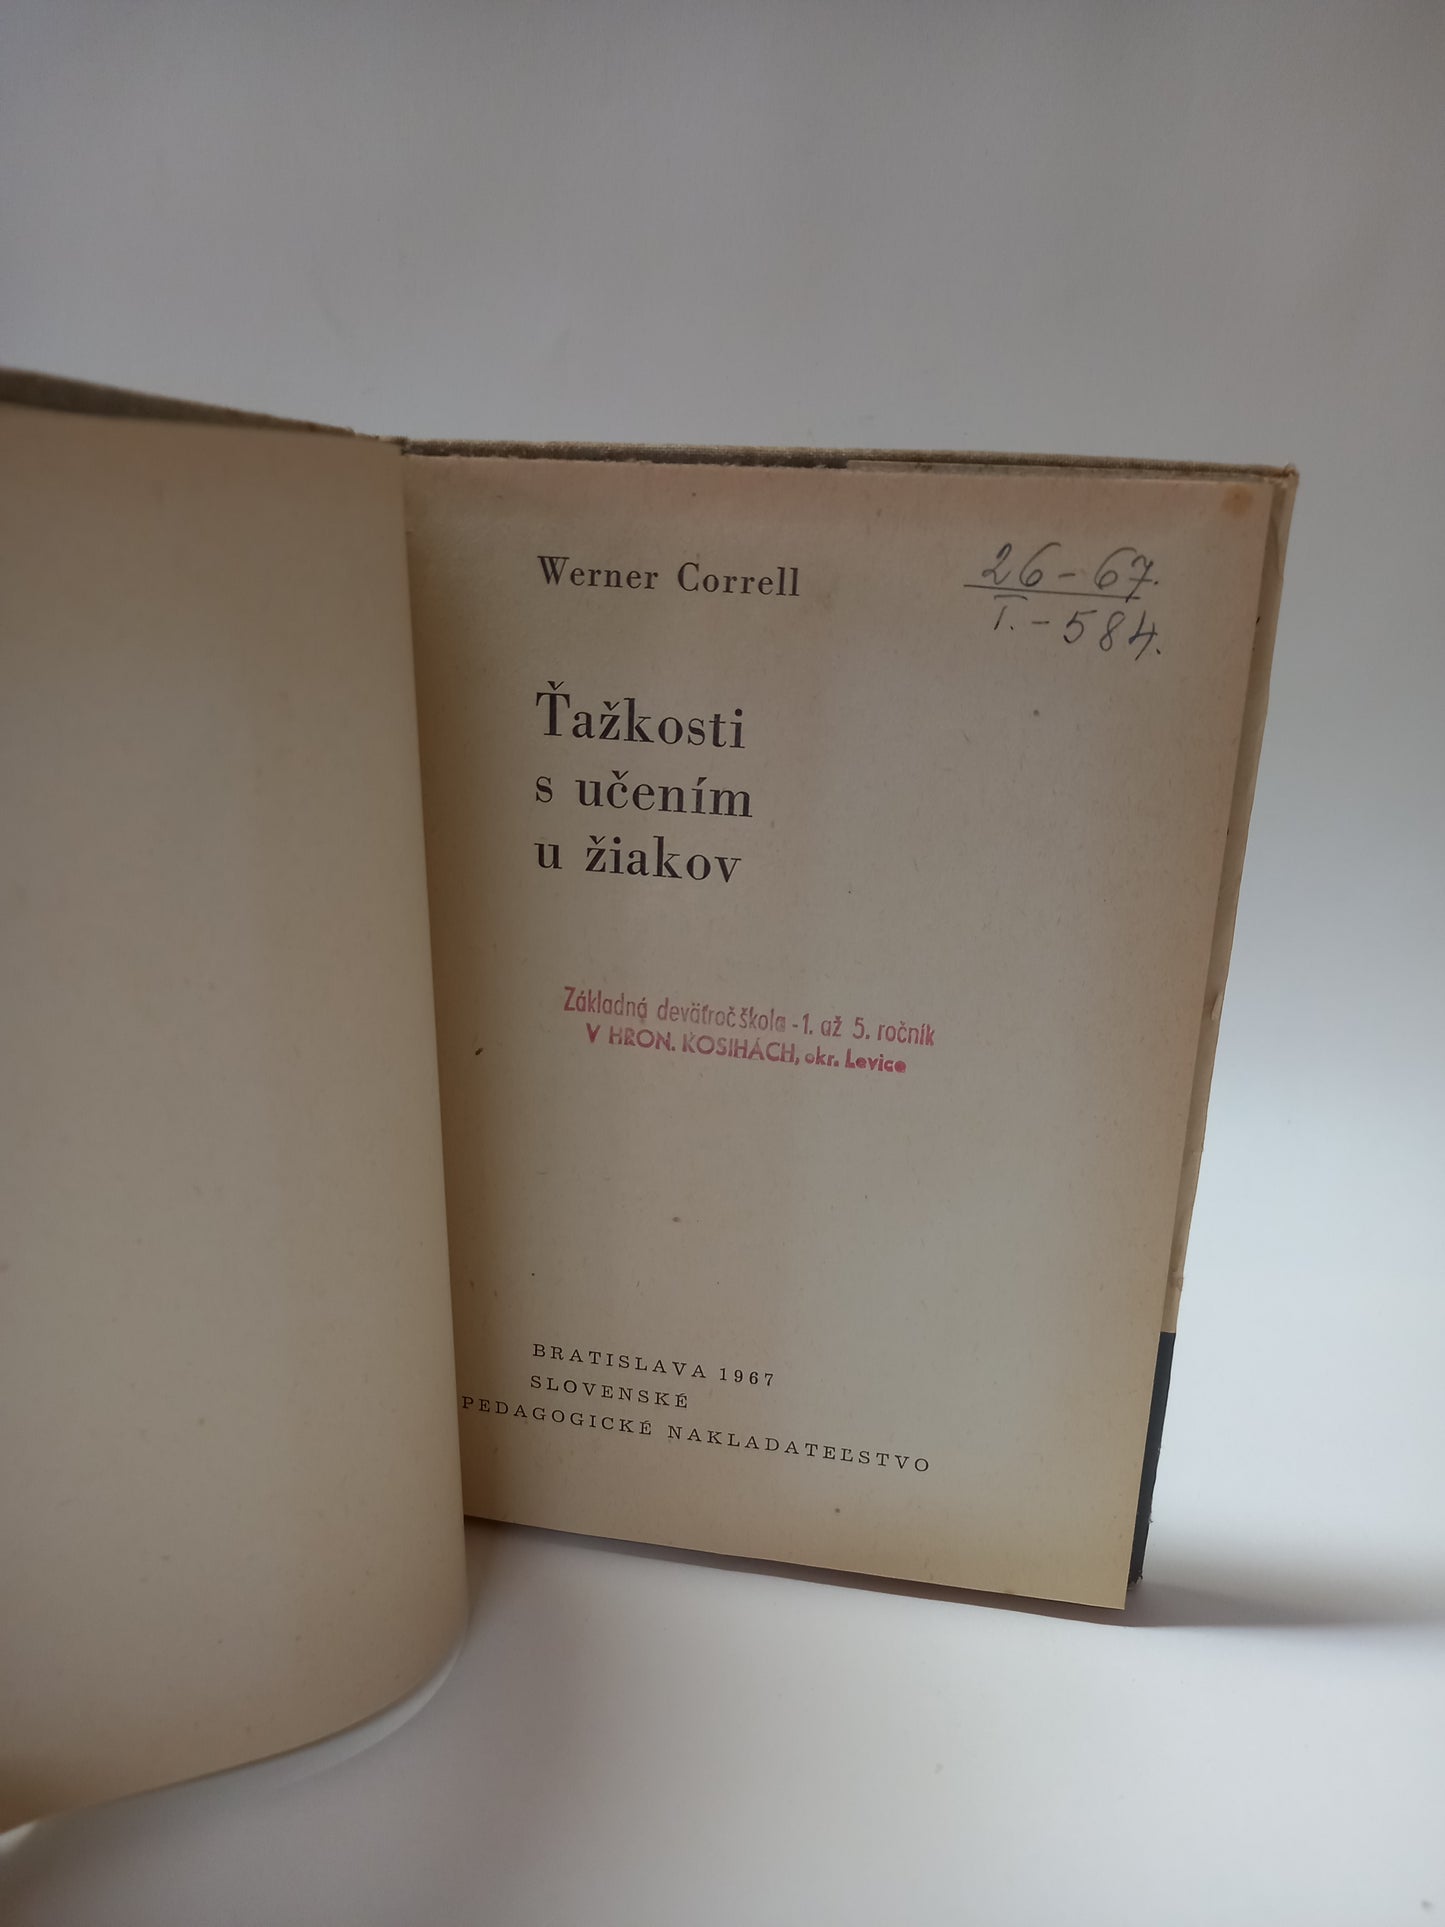 Werner Correll
26-67.
I.-584.
Ťažkosti
s učením
u žiakov
Základná deväťroč škola - 1. až 5. ročník
V HRON. KOSIHÁCH, okr. Levice
BRATISLAVA 1967
SLOVENSKÉ
PEDAGOGICKÉ NAKLADATEĽSTVO